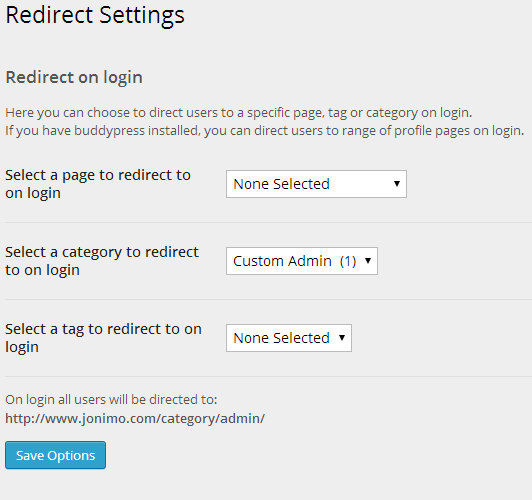 Redirect Settings
Redirect on login
Here you can choose to direct users to a specific page, tag or category on login.
If you have buddypress installed, you can direct users to range of profile pages on login.
Select a page to redirect to
on login
None Selected
Select a category to redirect
to on login
Custom Admin (1)
Select a tag to redirect to on
login
None Selected
On login all users will be directed to:
http://www.jonimo.com/category/admin/
Save Options